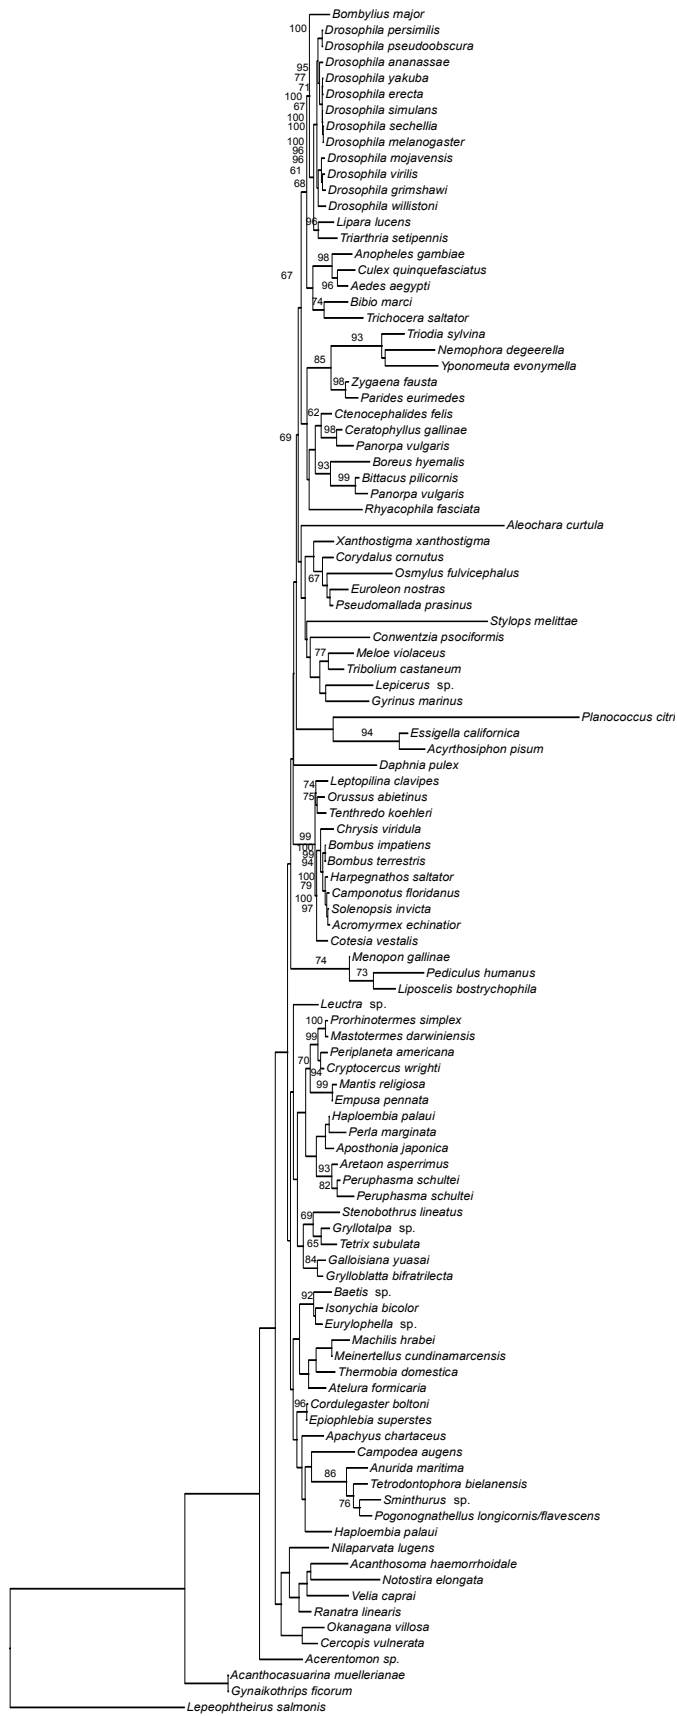 Bombylius major
100
Drosophila persimilis
Drosophila pseudoobscura
Drosophila ananassae
95
77
Drosophila yakuba
71
Drosophila erecta
100
67
Drosophila simulans
100
100
Drosophila sechellia
100
Drosophila melanogaster
96
96
Drosophila mojavensis
61
Drosophila virilis
68
Drosophila grimshawi
Drosophila willistoni
96
Lipara lucens
Triarthria setipennis
98
Anopheles gambiae
67
Culex quinquefasciatus
96
Aedes aegypti
74
Bibio marci
Trichocera saltator
93
Triodia sylvina
Nemophora degeerella
85
Yponomeuta evonymella
98
Zygaena fausta
Parides eurimedes
62
Ctenocephalides felis
98
Ceratophyllus gallinae
69
Panorpa vulgaris
93
Boreus hyemalis
99
Bittacus pilicornis
Panorpa vulgaris
Rhyacophila fasciata
Aleochara curtula
Xanthostigma xanthostigma
Corydalus cornutus
67
Osmylus fulvicephalus
Euroleon nostras
Pseudomallada prasinus
Stylops melittae
Conwentzia psociformis
77
Meloe violaceus
Tribolium castaneum
Lepicerus sp.
Gyrinus marinus
Planococcus citri
94
Essigella californica
Acyrthosiphon pisum
Daphnia pulex
74
Leptopilina clavipes
75
Orussus abietinus
Tenthredo koehleri
99
Chrysis viridula
100
Bombus impatiens
99
94
Bombus terrestris
100
Harpegnathos saltator
79
Camponotus floridanus
100
97
Solenopsis invicta
Acromyrmex echinatior
Cotesia vestalis
74
Menopon gallinae
73
Pediculus humanus
Liposcelis bostrychophila
Leuctra sp.
100
Prorhinotermes simplex
99
Mastotermes darwiniensis
70
Periplaneta americana
94
Cryptocercus wrighti
99
Mantis religiosa
Empusa pennata
Haploembia palaui
Perla marginata
Aposthonia japonica
93
Aretaon asperrimus
82
Peruphasma schultei
Peruphasma schultei
69
Stenobothrus lineatus
Gryllotalpa sp.
65
Tetrix subulata
84
Galloisiana yuasai
Grylloblatta bifratrilecta
92
Baetis sp.
Isonychia bicolor
Eurylophella sp.
Machilis hrabei
Meinertellus cundinamarcensis
Thermobia domestica
Atelura formicaria
96
Cordulegaster boltoni
Epiophlebia superstes
Apachyus chartaceus
Campodea augens
86
Anurida maritima
Tetrodontophora bielanensis
76
Sminthurus sp.
Pogonognathellus longicornis/flavescens
Haploembia palaui
Nilaparvata lugens
Acanthosoma haemorrhoidale
Notostira elongata
Velia caprai
Ranatra linearis
Okanagana villosa
Cercopis vulnerata
Acerentomon sp.
Acanthocasuarina muellerianae
Gynaikothrips ficorum
Lepeophtheirus salmonis